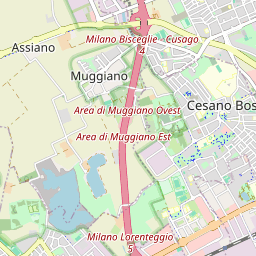 Milano Bisceglie - Cusago
4
Assiano
Muggiano
Area di Muggiano Ovest
Cesano Bos
Area di Muggiano Est
Milano Lorenteggio
5